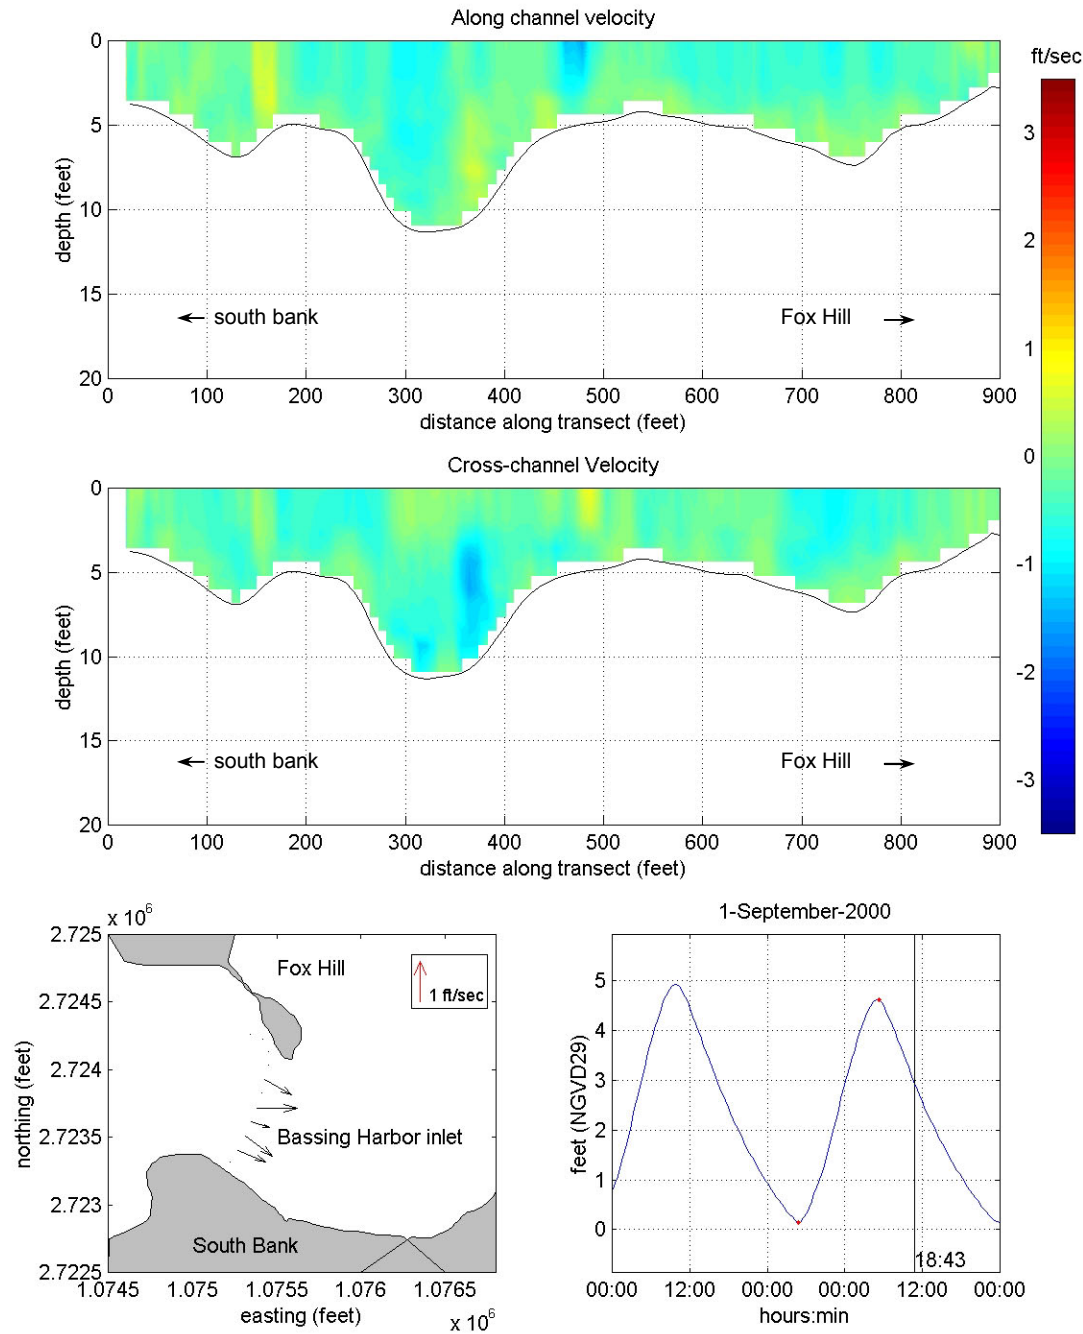 Along channel velocity
ft/sec
0
5
10
15
20
depth (feet)
south bank
Fox Hill
0 100 200 300 400 500 600 700 800 900
distance along transect (feet)
3
2
1
0
-1
-2
-3
Cross-channel Velocity
0
5
10
15
20
depth (feet)
south bank
Fox Hill
0 100 200 300 400 500 600 700 800 900
distance along transect (feet)
x 10^6
2.725
2.7245
2.724
2.7235
2.723
2.7225
northing (feet)
Fox Hill
1 ft/sec
Bassing Harbor inlet
South Bank
1.0745 1.075 1.0755 1.076 1.0765
easting (feet)
x 10^6
1-September-2000
5
4
3
2
1
0
feet (NGVD29)
18:43
00:00 12:00 00:00 12:00 00:00 12:00 00:00
hours:min